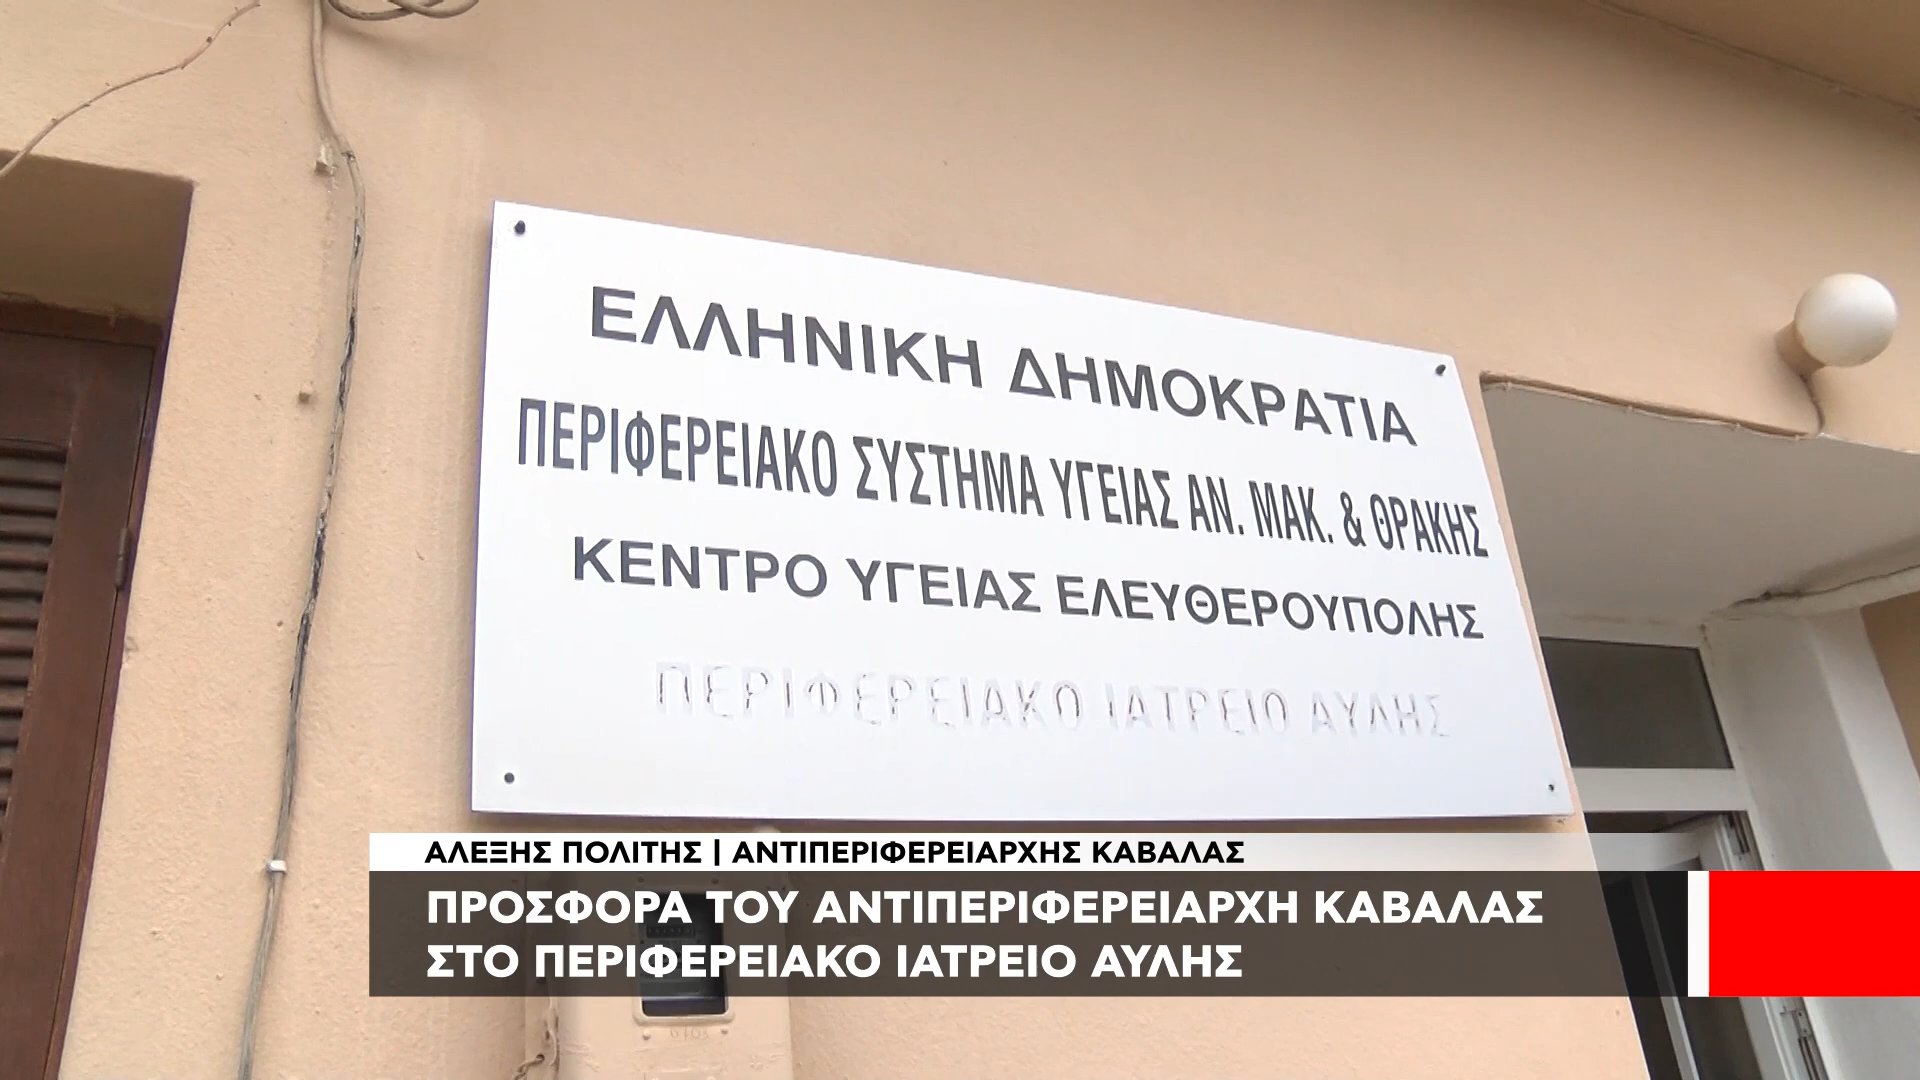 ΕΛΛΗΝΙΚΗ ΔΗΜΟΚΡΑΤΙΑ
ΠΕΡΙΦΕΡΕΙΑΚΟ ΣΥΣΤΗΜΑ ΥΓΕΙΑΣ ΑΝ. ΜΑΚ. & ΘΡΑΚΗΣ
ΚΕΝΤΡΟ ΥΓΕΙΑΣ ΕΛΕΥΘΕΡΟΥΠΟΛΗΣ
ΠΕΡΙΦΕΡΕΙΑΚΟ ΙΑΤΡΕΙΟ ΑΥΛΗΣ
ΑΛΕΞΗΣ ΠΟΛΙΤΗΣ | ΑΝΤΙΠΕΡΙΦΕΡΕΙΑΡΧΗΣ ΚΑΒΑΛΑΣ
ΠΡΟΣΦΟΡΑ ΤΟΥ ΑΝΤΙΠΕΡΙΦΕΡΕΙΑΡΧΗ ΚΑΒΑΛΑΣ
ΣΤΟ ΠΕΡΙΦΕΡΕΙΑΚΟ ΙΑΤΡΕΙΟ ΑΥΛΗΣ